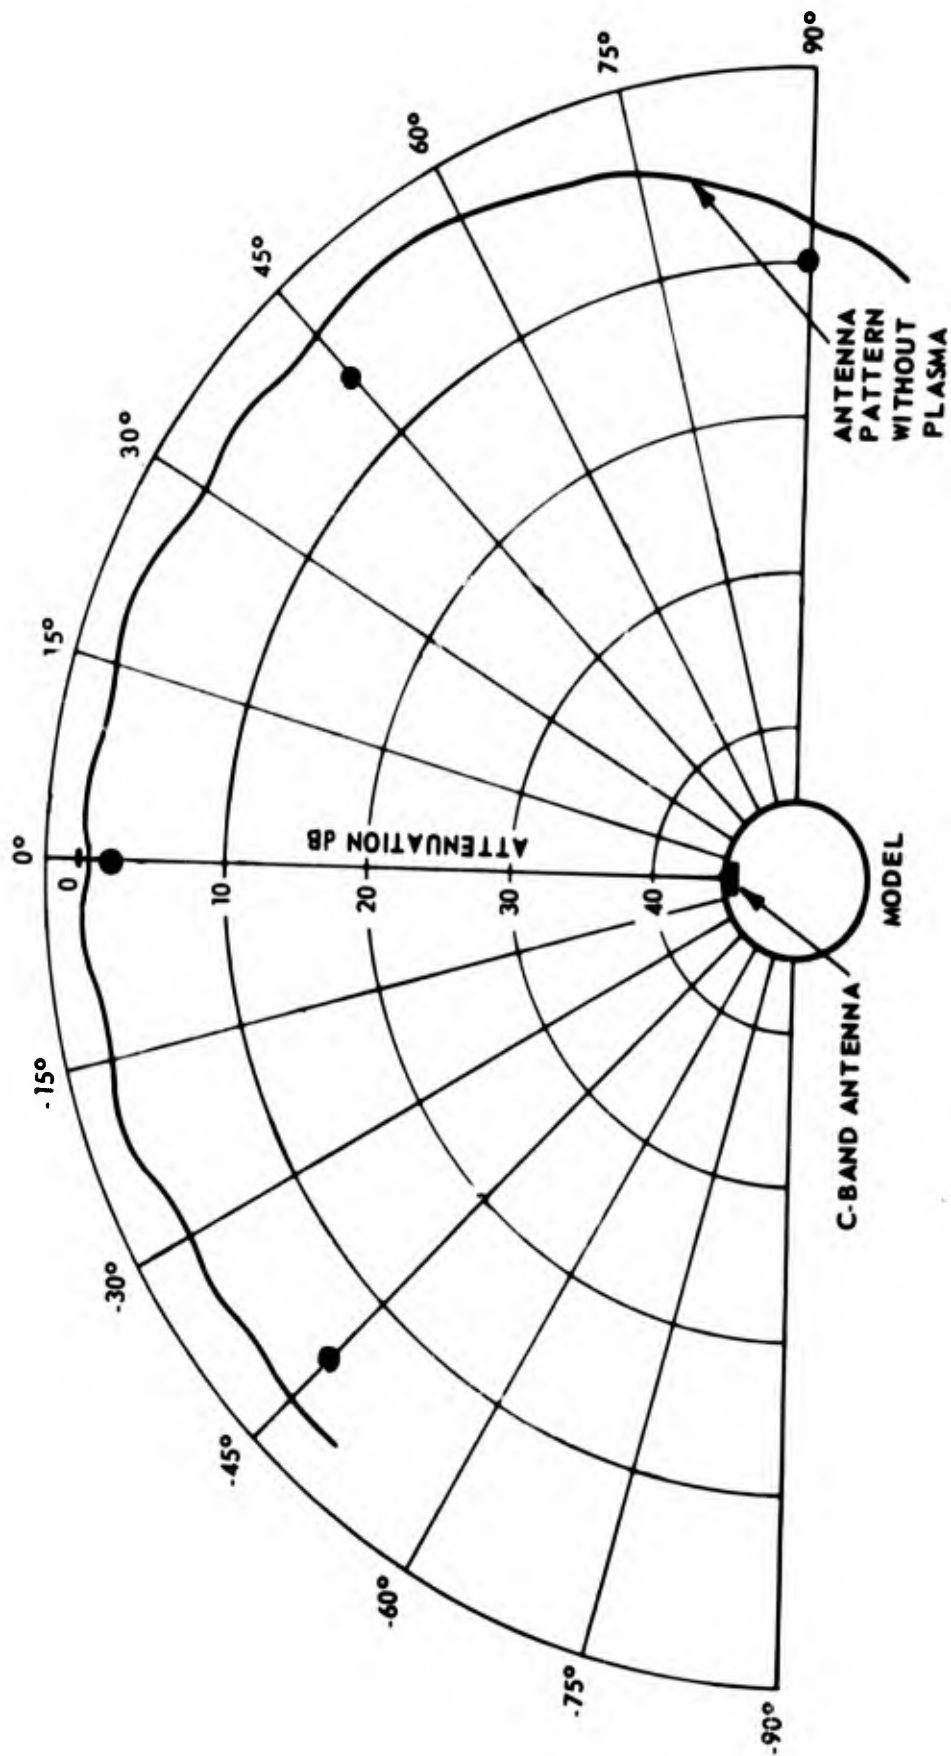 -90°
-75°
-60°
-45°
-30°
-15°
0°
15°
30°
45°
60°
75°
90°
0
10
20
30
40
ATTENUATION dB
C-BAND ANTENNA
MODEL
ANTENNA
PATTERN
WITHOUT
PLASMA